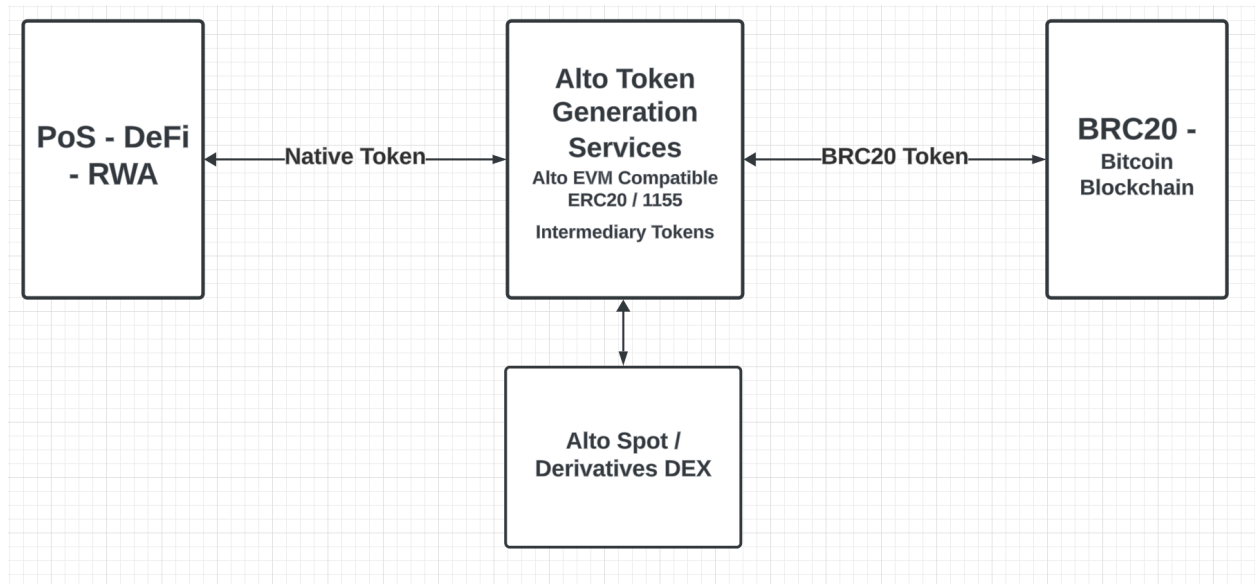 PoS - DeFi
- RWA
Native Token
Alto Token
Generation
Services
Alto EVM Compatible
ERC20 / 1155
Intermediary Tokens
BRC20 Token
BRC20 -
Bitcoin
Blockchain
Alto Spot /
Derivatives DEX